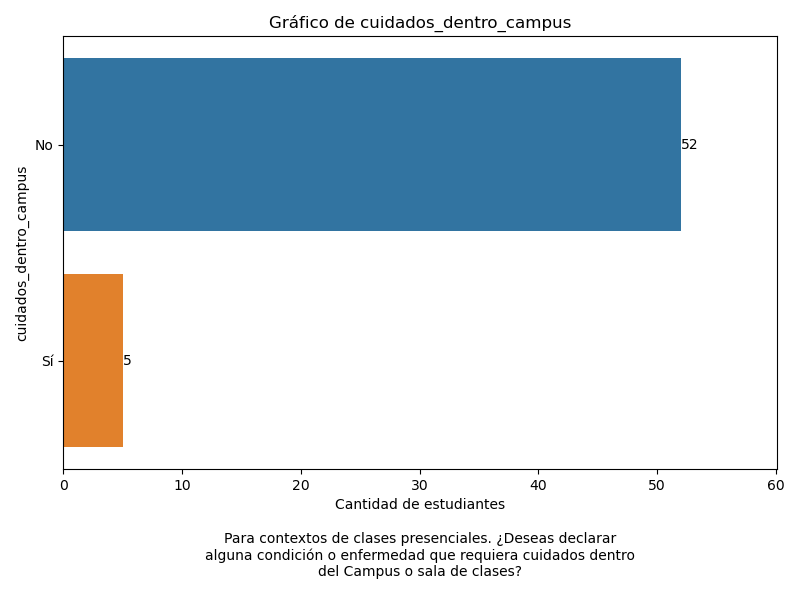 Gráfico de cuidados_dentro_campus
cuidados_dentro_campus
No
52
Sí
5
0 10 20 30 40 50 60
Cantidad de estudiantes
Para contextos de clases presenciales. ¿Deseas declarar
alguna condición o enfermedad que requiera cuidados dentro
del Campus o sala de clases?